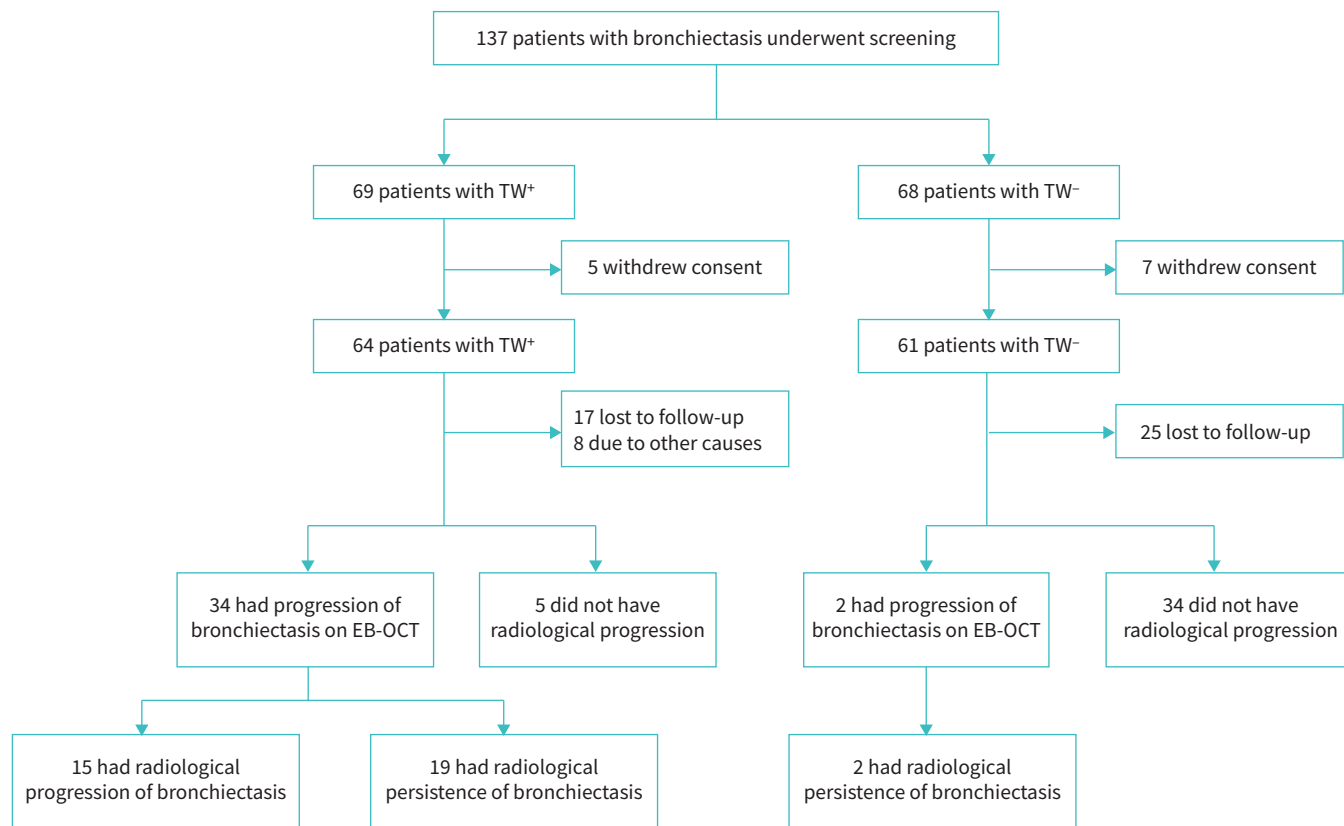 137 patients with bronchiectasis underwent screening
69 patients with TW⁺
68 patients with TW⁻
5 withdrew consent
7 withdrew consent
64 patients with TW⁺
61 patients with TW⁻
17 lost to follow-up
8 due to other causes
25 lost to follow-up
34 had progression of
bronchiectasis on EB-OCT
5 did not have
radiological progression
2 had progression of
bronchiectasis on EB-OCT
34 did not have
radiological progression
15 had radiological
progression of bronchiectasis
19 had radiological
persistence of bronchiectasis
2 had radiological
persistence of bronchiectasis